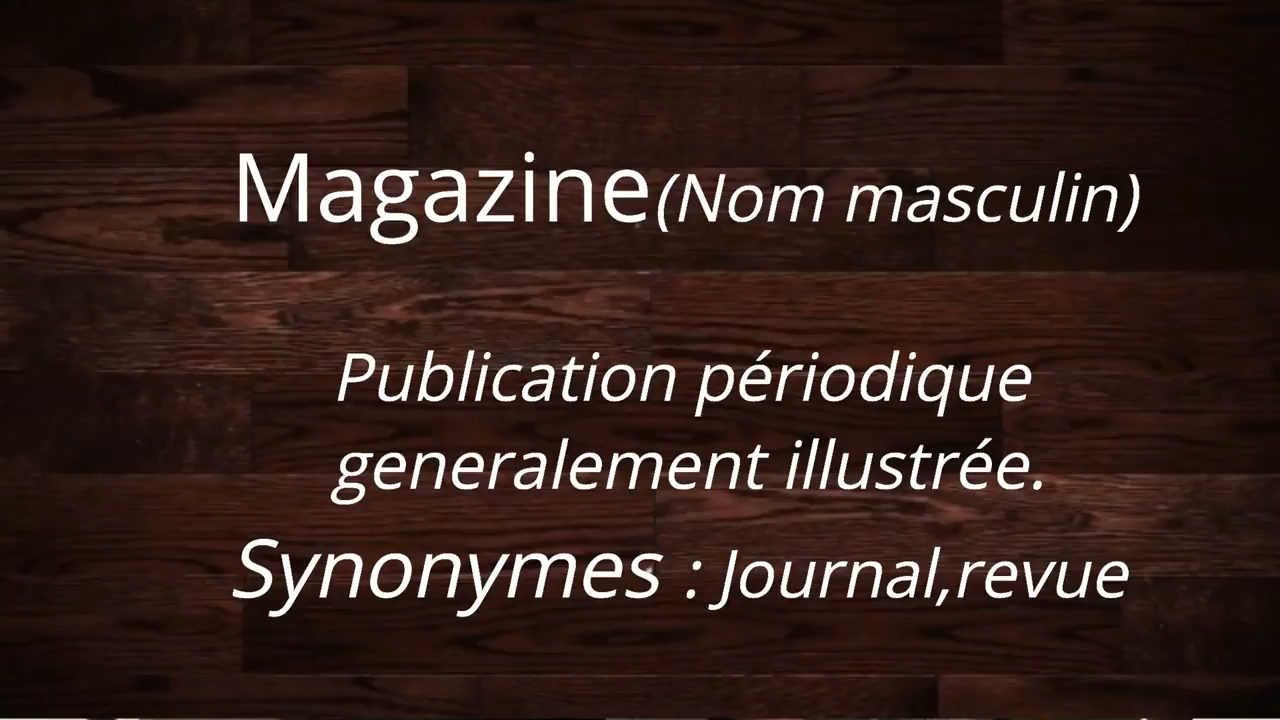 Magazine(Nom masculin)
Publication périodique
generalement illustrée.
Synonymes : Journal,revue